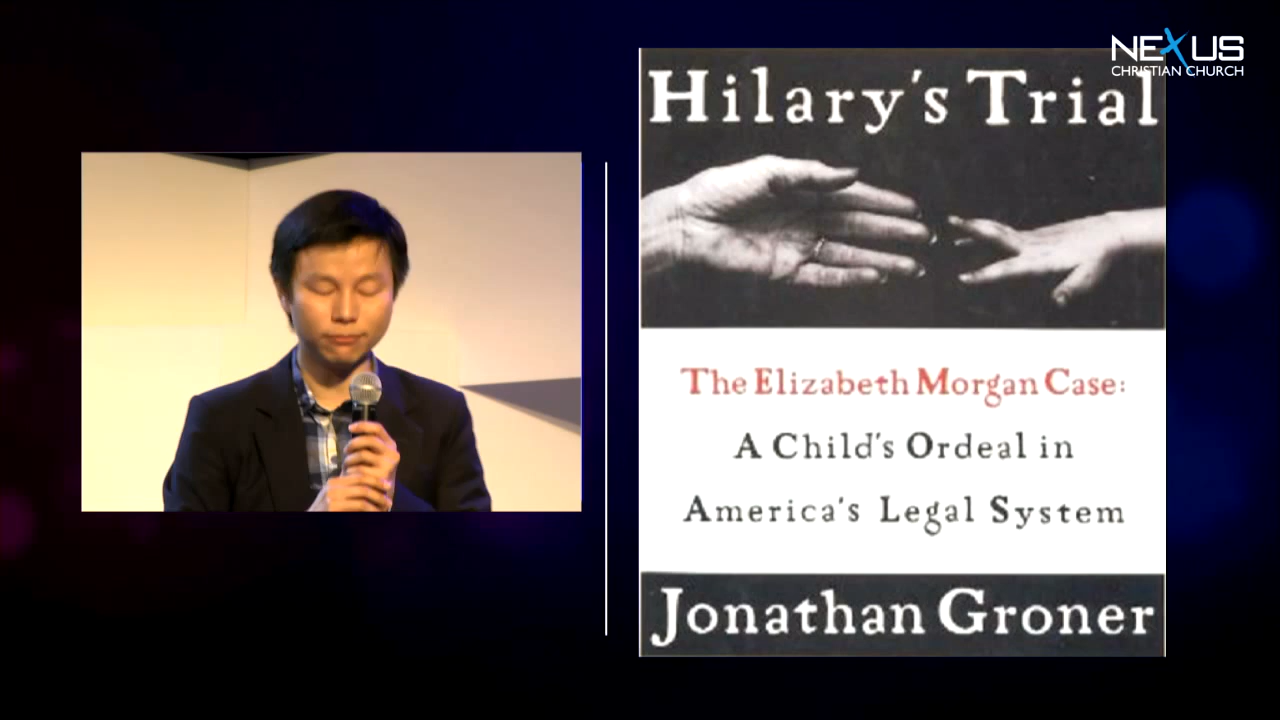 NEXUS
CHRISTIAN CHURCH
Hilary's Trial
The Elizabeth Morgan Case:
A Child's Ordeal in
America's Legal System
Jonathan Groner